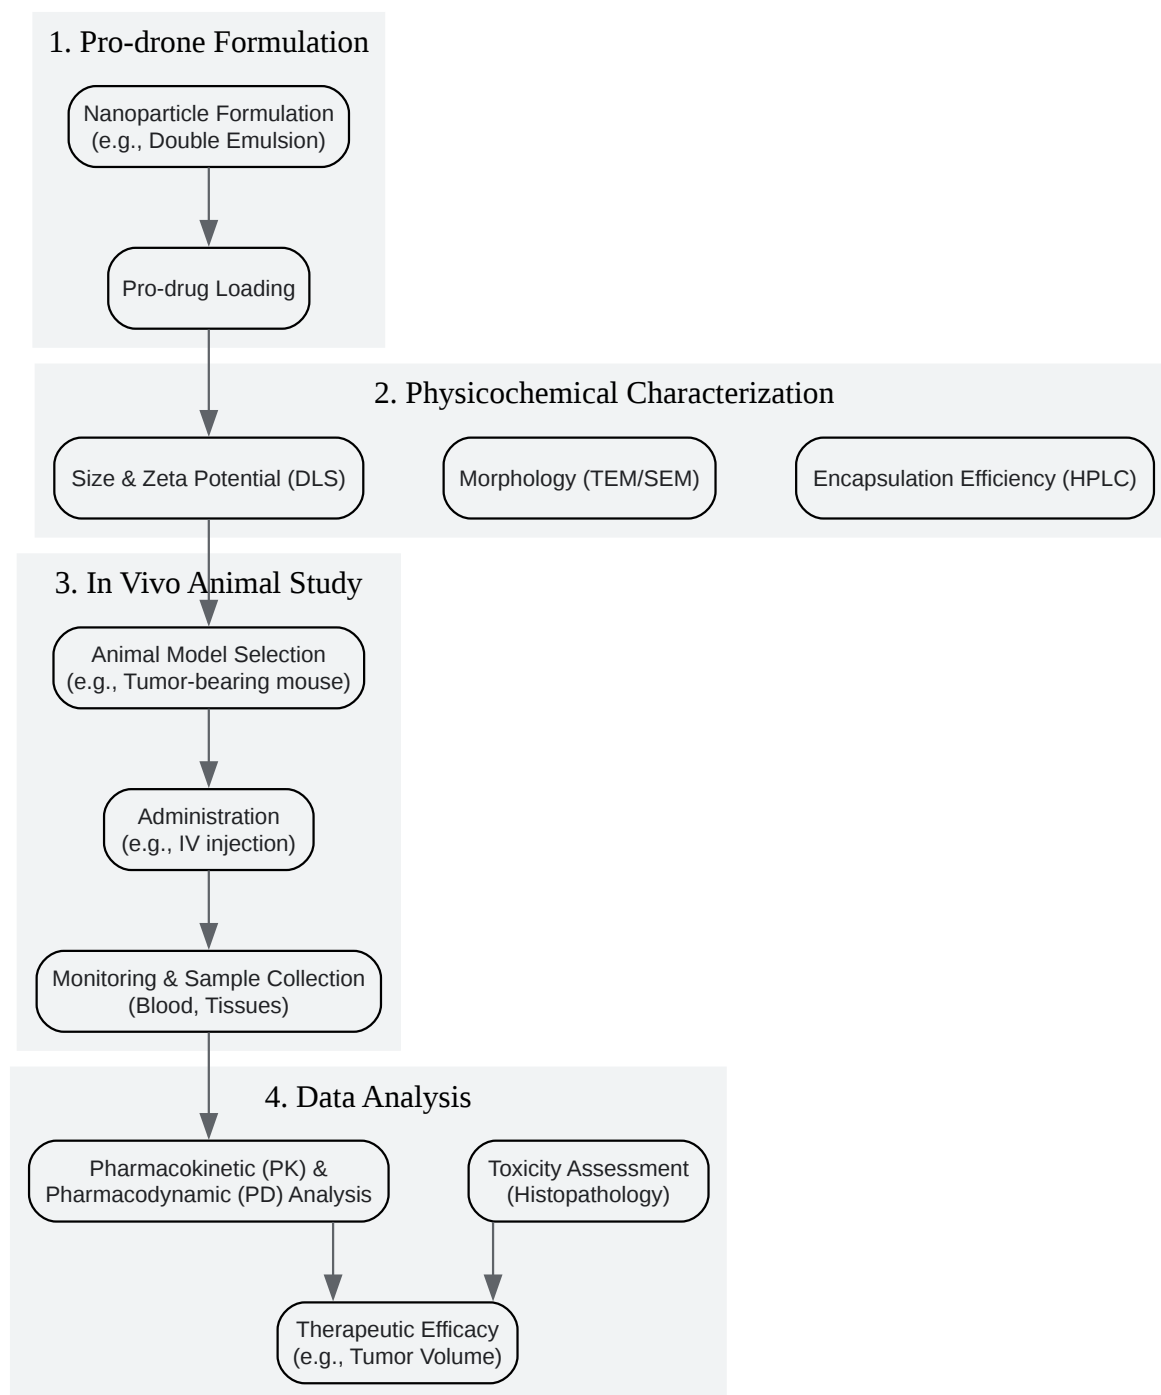 1. Pro-drone Formulation
Nanoparticle Formulation
(e.g., Double Emulsion)
Pro-drug Loading
2. Physicochemical Characterization
Size & Zeta Potential (DLS)
Morphology (TEM/SEM)
Encapsulation Efficiency (HPLC)
3. In Vivo Animal Study
Animal Model Selection
(e.g., Tumor-bearing mouse)
Administration
(e.g., IV injection)
Monitoring & Sample Collection
(Blood, Tissues)
4. Data Analysis
Pharmacokinetic (PK) &
Pharmacodynamic (PD) Analysis
Toxicity Assessment
(Histopathology)
Therapeutic Efficacy
(e.g., Tumor Volume)